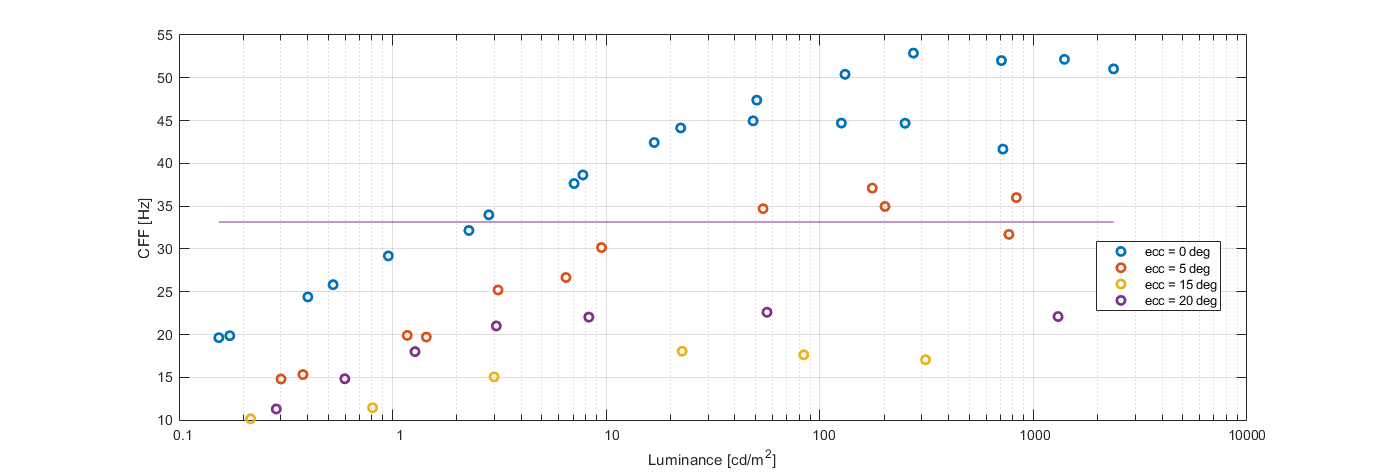 55
50
45
40
35
30
25
20
15
10
CFF [Hz]
ecc = 0 deg
ecc = 5 deg
ecc = 15 deg
ecc = 20 deg
0.1 1 10 100 1000 10000
Luminance [cd/m²]